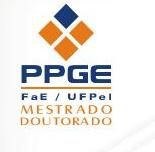 PPGE
FaE / UFPel
MESTRADO
DOUTORADO